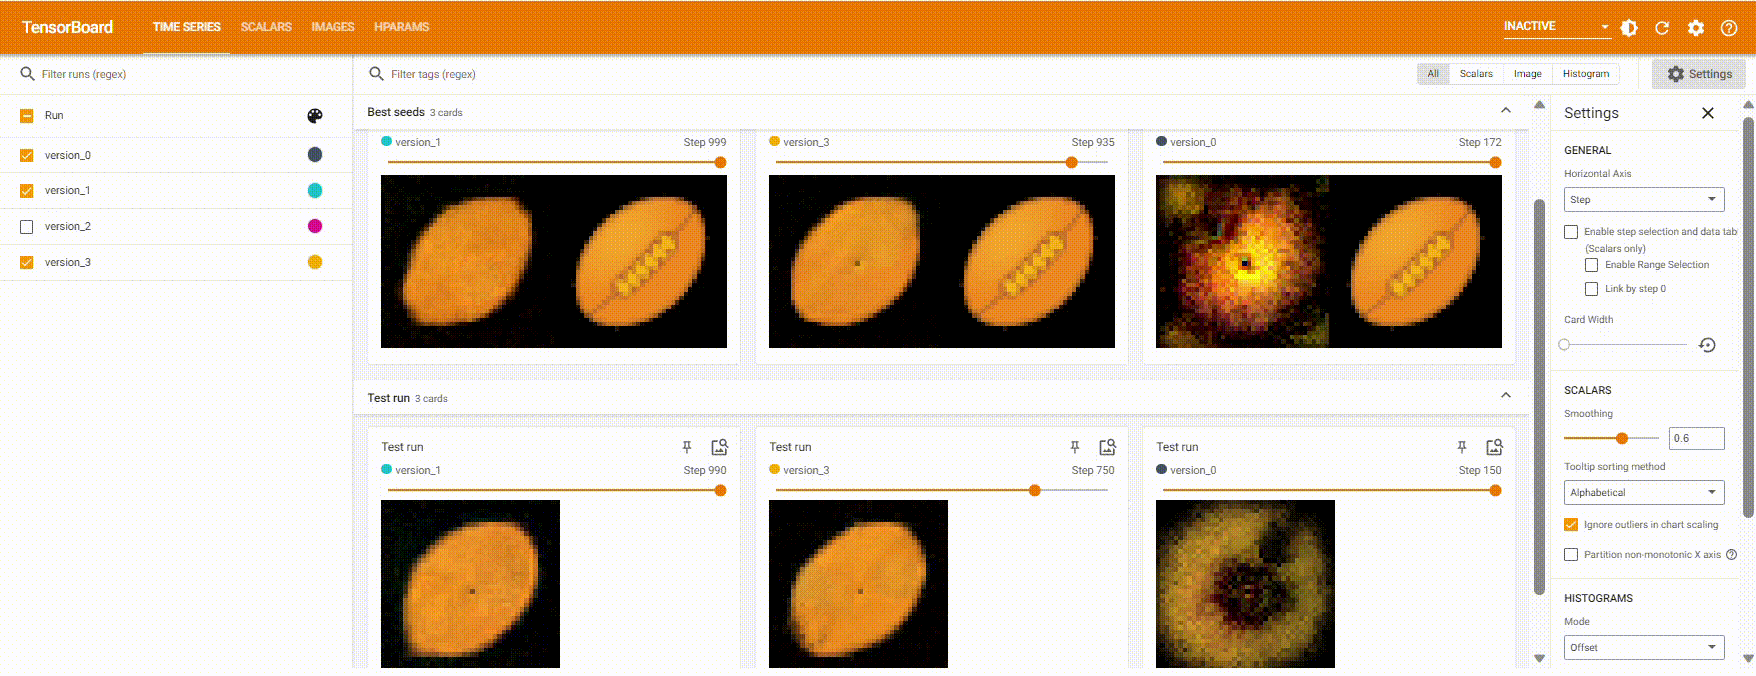 TensorBoard TIME SERIES SCALARS IMAGES HPARAMS INACTIVE
Filter runs (regex)
Run
version_0
version_1
version_2
version_3
Filter tags (regex)
All Scalars Image Histogram
Settings
Best seeds 3 cards
version_1 Step 999
version_3 Step 935
version_0 Step 172
Test run 3 cards
Test run
version_1 Step 990
Test run
version_3 Step 750
Test run
version_0 Step 150
Settings
GENERAL
Horizontal Axis
Step
Enable step selection and data tab
(Scalars only)
Enable Range Selection
Link by step 0
Card Width
SCALARS
Smoothing
0.6
Tooltip sorting method
Alphabetical
Ignore outliers in chart scaling
Partition non-monotonic X axis
HISTOGRAMS
Mode
Offset